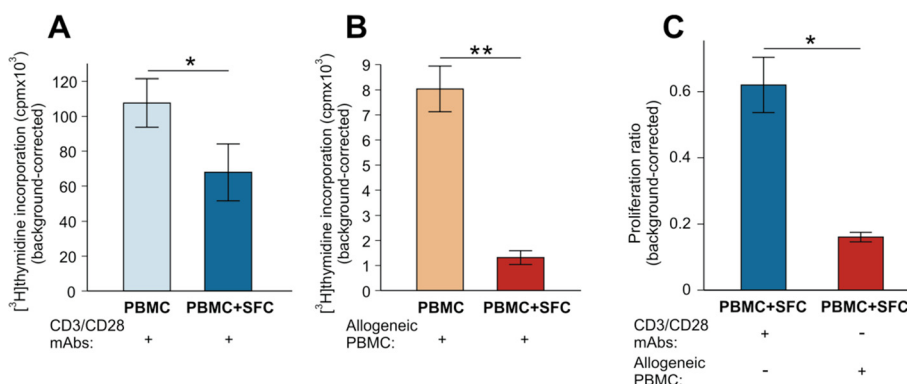 A
[³H]thymidine incorporation (cpmx10³)
(background-corrected)
120
100
80
60
40
20
0
*
PBMC PBMC+SFC
CD3/CD28
mAbs: + +
B
[³H]thymidine incorporation (cpmx10³)
(background-corrected)
9
8
7
6
5
4
3
2
1
0
**
PBMC PBMC+SFC
Allogeneic
PBMC: + +
C
Proliferation ratio
(background-corrected)
0.6
0.4
0.2
0
*
PBMC+SFC PBMC+SFC
CD3/CD28
mAbs: + -
Allogeneic
PBMC: - +